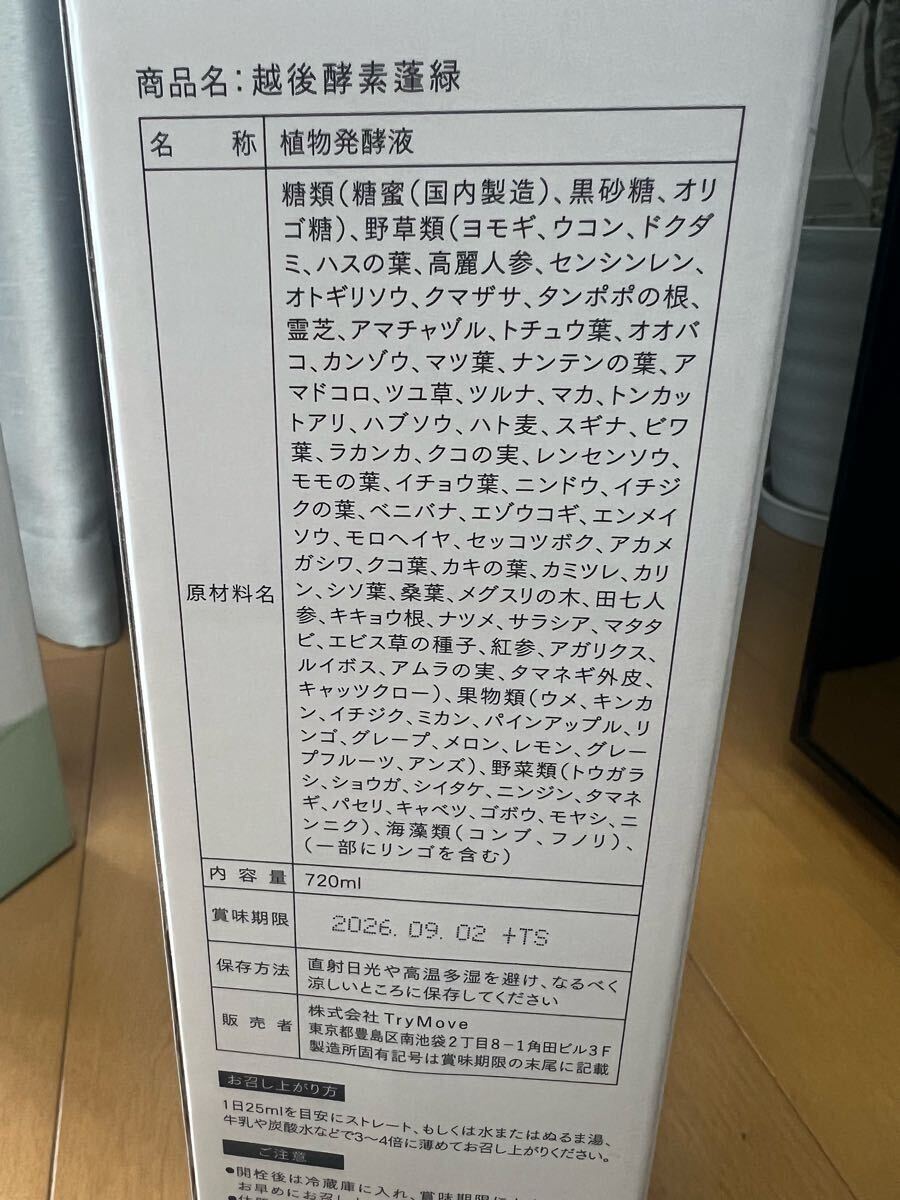 商品名：越後酵素蓬緑
名称 植物発酵液
原材料名
糖類（糖蜜（国内製造）、黒砂糖、オリ
ゴ糖）、野草類（ヨモギ、ウコン、ドクダ
ミ、ハスの葉、高麗人参、センシンレン、
オトギリソウ、クマザサ、タンポポの根、
霊芝、アマチャヅル、トチュウ葉、オオバ
コ、カンゾウ、マツ葉、ナンテンの葉、ア
マドコロ、ツユ草、ツルナ、マカ、トンカッ
トアリ、ハブソウ、ハト麦、スギナ、ビワ
葉、ラカンカ、クコの実、レンセンソウ、
モモの葉、イチョウ葉、ニンドウ、イチジ
クの葉、ベニバナ、エゾウコギ、エンメイ
ソウ、モロヘイヤ、セッコツボク、アカメ
ガシワ、クコ葉、カキの葉、カミツレ、カリ
ン、シソ葉、桑葉、メグスリの木、田七人
参、キキョウ根、ナツメ、サラシア、マタタ
ビ、エビス草の種子、紅参、アガリクス、
ルイボス、アムラの実、タマネギ外皮、
キャッツクロー）、果物類（ウメ、キンカ
ン、イチジク、ミカン、パインアップル、リ
ンゴ、グレープ、メロン、レモン、グレー
プフルーツ、アンズ）、野菜類（トウガラ
シ、ショウガ、シイタケ、ニンジン、タマネ
ギ、パセリ、キャベツ、ゴボウ、モヤシ、ニ
ンニク）、海藻類（コンブ、フノリ）、
（一部にリンゴを含む）
内容量 720ml
賞味期限 2026.09.02 +TS
保存方法 直射日光や高温多湿を避け、なるべく
涼しいところに保存してください
販売者 株式会社TryMove
東京都豊島区南池袋2丁目8-1角田ビル3F
製造所固有記号は賞味期限の末尾に記載
お召し上がり方
1日25mlを目安にストレート、もしくは水またはぬるま湯、
牛乳や炭酸水などで3〜4倍に薄めてお召し上がりください。
ご注意
●開栓後は冷蔵庫に入れ、賞味期限に
お早めにお召し上が